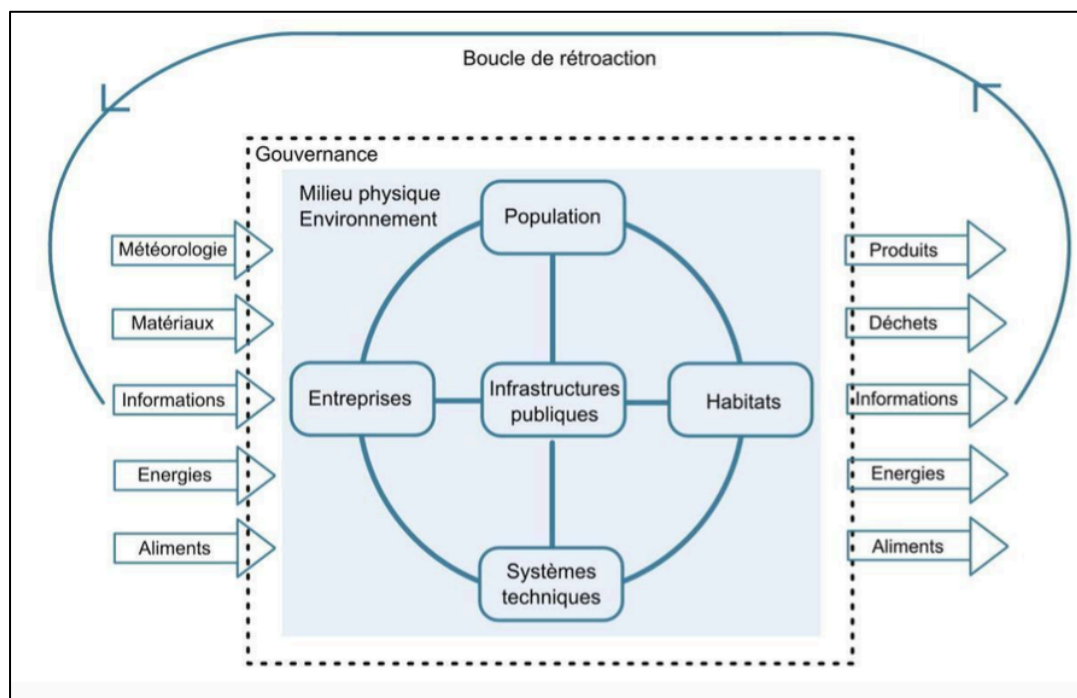 Boucle de rétroaction
Gouvernance
Milieu physique
Environnement
Population
Météorologie
Produits
Matériaux
Déchets
Entreprises
Infrastructures
publiques
Habitats
Informations
Informations
Energies
Energies
Aliments
Aliments
Systèmes
techniques